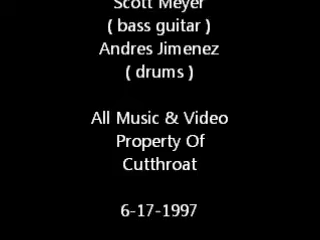 Scott Meyer
( bass guitar )
Andres Jimenez
( drums )
All Music & Video
Property Of
Cutthroat
6-17-1997